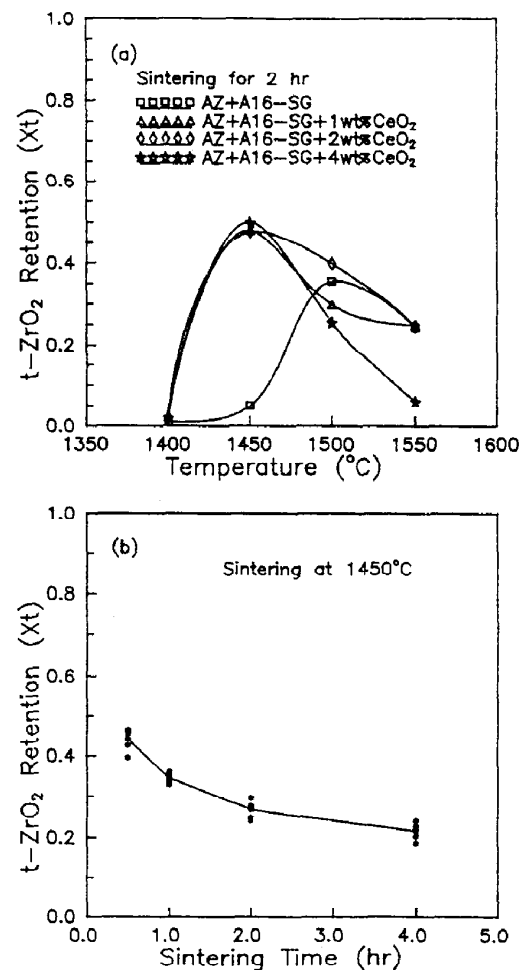 1.0
(a)
Sintering for 2 hr
AZ+A16-SG
AZ+A16-SG+1wt%CeO₂
AZ+A16-SG+2wt%CeO₂
AZ+A16-SG+4wt%CeO₂
0.8
0.6
0.4
0.2
0.0
t-ZrO₂ Retention (Xt)
1350 1400 1450 1500 1550 1600
Temperature (°C)
1.0
(b)
Sintering at 1450°C
0.8
0.6
0.4
0.2
0.0
t-ZrO₂ Retention (Xt)
0.0 1.0 2.0 3.0 4.0 5.0
Sintering Time (hr)